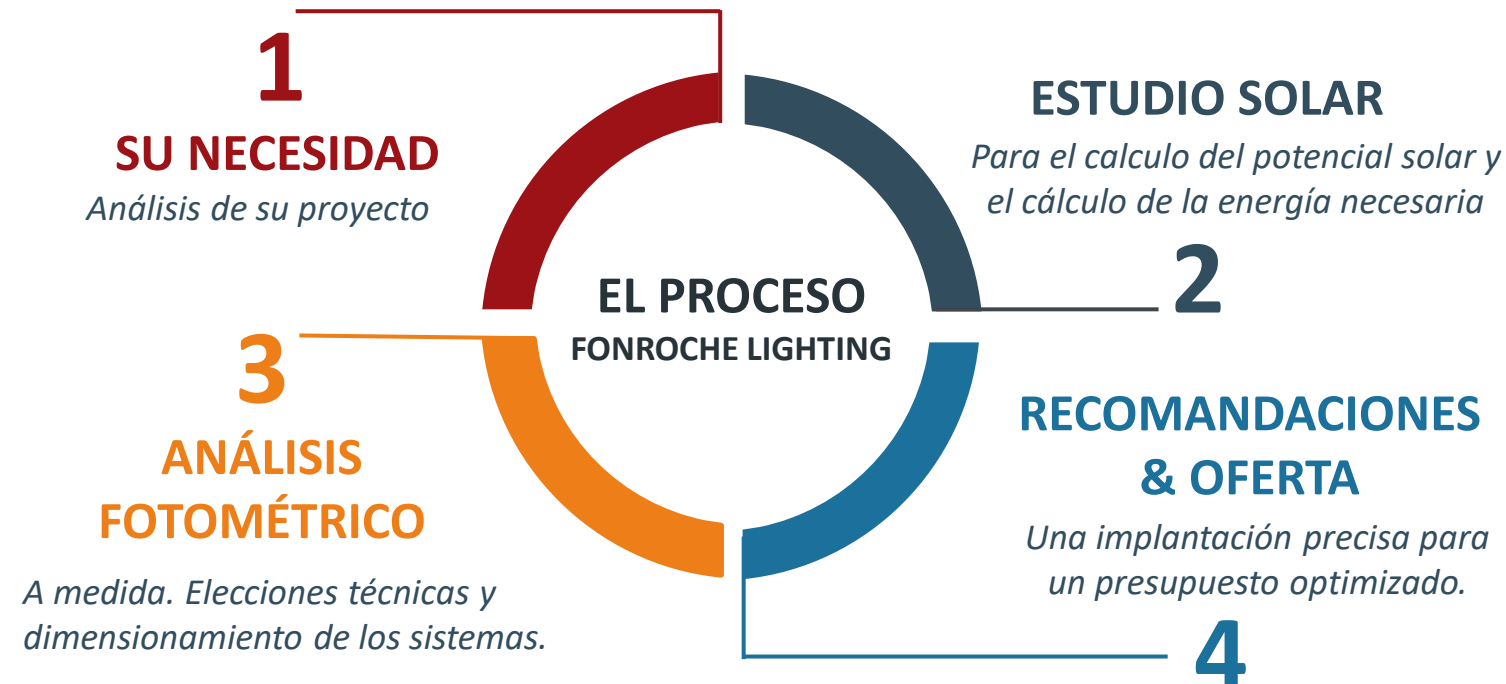 1
SU NECESIDAD
Análisis de su proyecto
ESTUDIO SOLAR
Para el calculo del potencial solar y
el cálculo de la energía necesaria
2
EL PROCESO
FONROCHE LIGHTING
3
ANÁLISIS
FOTOMÉTRICO
A medida. Elecciones técnicas y
dimensionamiento de los sistemas.
RECOMANDACIONES
& OFERTA
Una implantación precisa para
un presupuesto optimizado.
4